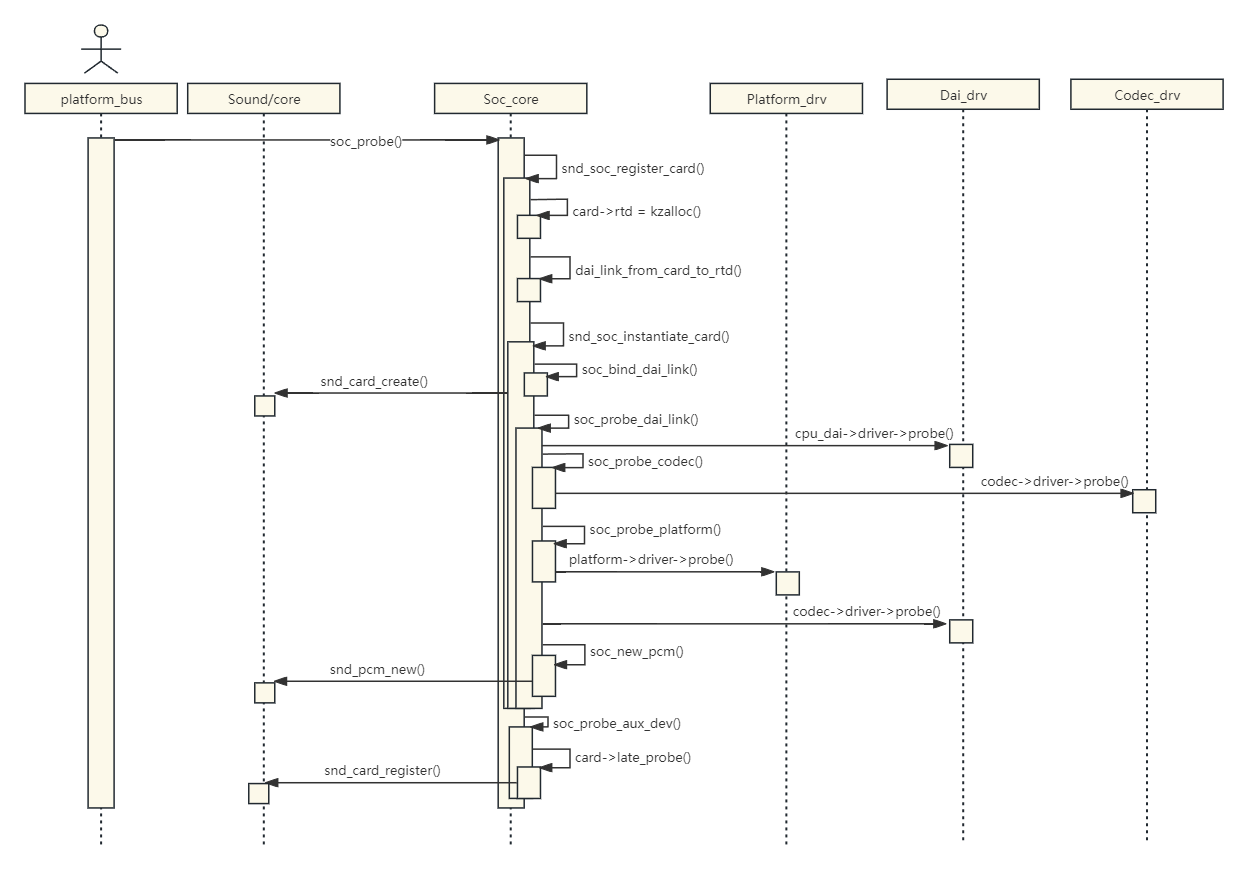 platform_bus
Sound/core
Soc_core
Platform_drv
Dai_drv
Codec_drv
soc_probe()
snd_soc_register_card()
card->rtd = kzalloc()
dai_link_from_card_to_rtd()
snd_soc_instantiate_card()
soc_bind_dai_link()
snd_card_create()
soc_probe_dai_link()
cpu_dai->driver->probe()
soc_probe_codec()
codec->driver->probe()
soc_probe_platform()
platform->driver->probe()
codec->driver->probe()
soc_new_pcm()
snd_pcm_new()
soc_probe_aux_dev()
card->late_probe()
snd_card_register()